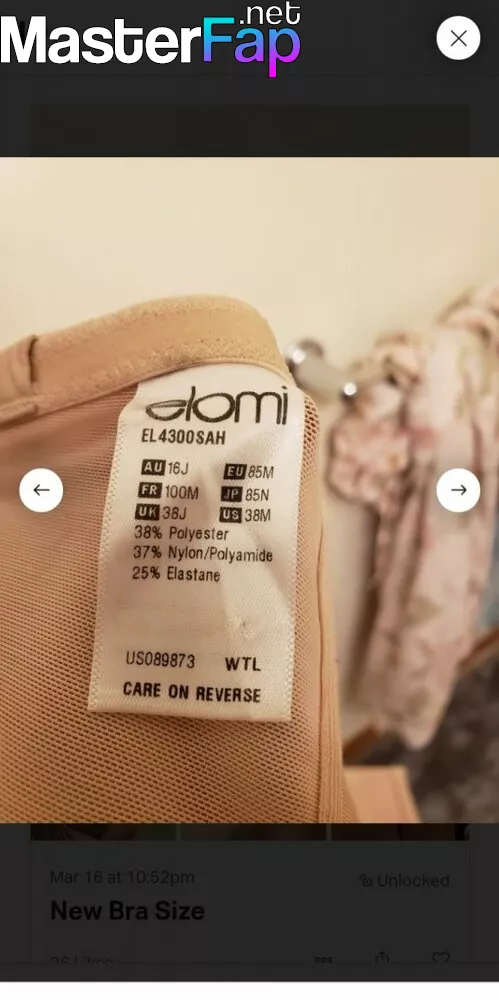 MasterFap.net
elomi
EL4300SAH
AU 16J EU 85M
FR 100M JP 85N
UK 38J US 38M
38% Polyester
37% Nylon/Polyamide
25% Elastane
US089873 WTL
CARE ON REVERSE
Mar 16 at 10:52pm Unlocked
New Bra Size